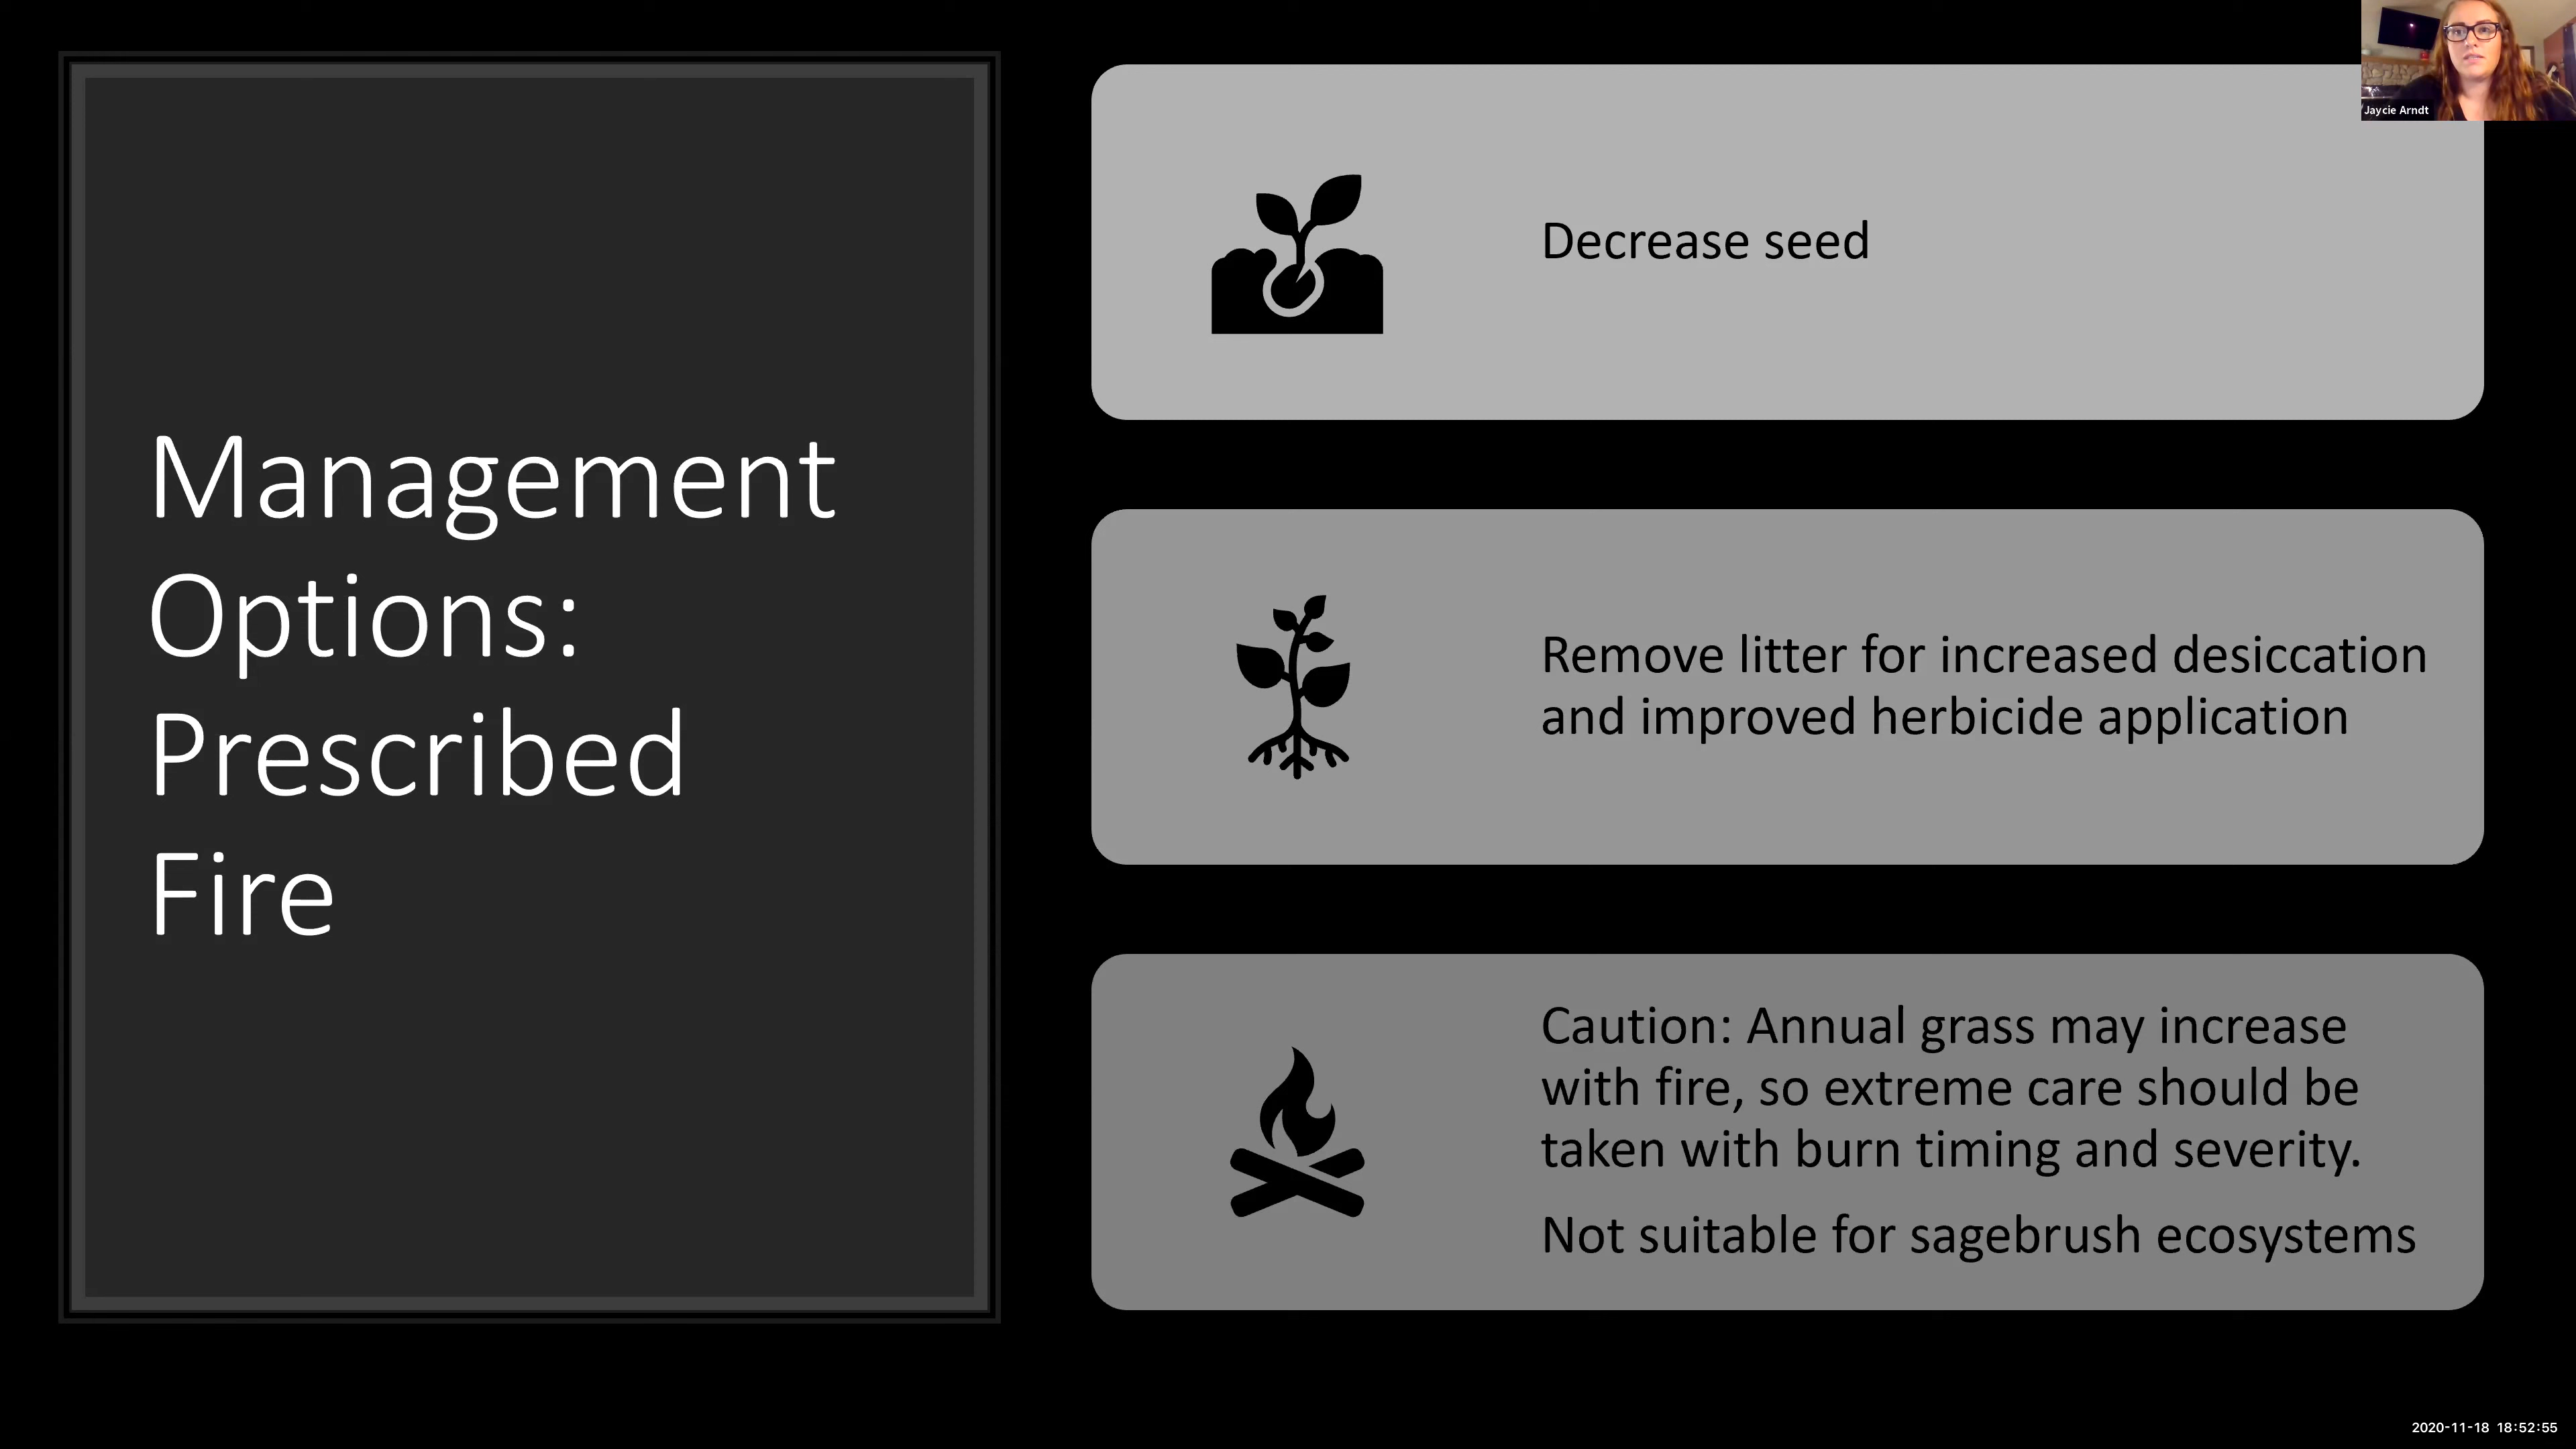 Management
Options:
Prescribed
Fire
Decrease seed
Remove litter for increased desiccation
and improved herbicide application
Caution: Annual grass may increase
with fire, so extreme care should be
taken with burn timing and severity.
Not suitable for sagebrush ecosystems
Jaycie Arndt
2020-11-18 18:52:55